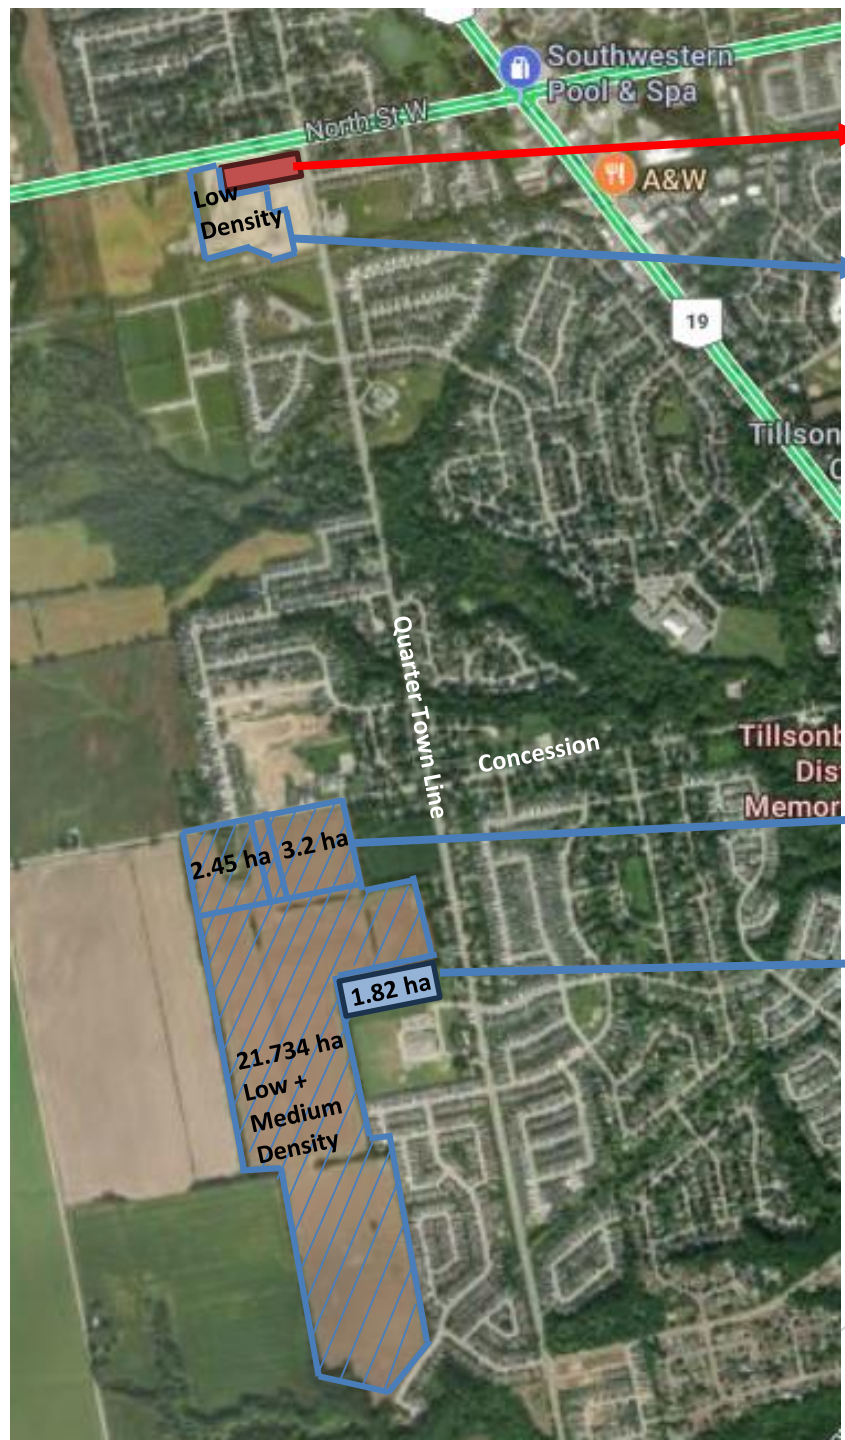 Southwestern
Pool & Spa
North St W
A&W
Low
Density
19
Tillson
Quarter Town Line
Concession
Tillsonb
Dis
Memor
2.45 ha
3.2 ha
1.82 ha
21.734 ha
Low +
Medium
Density